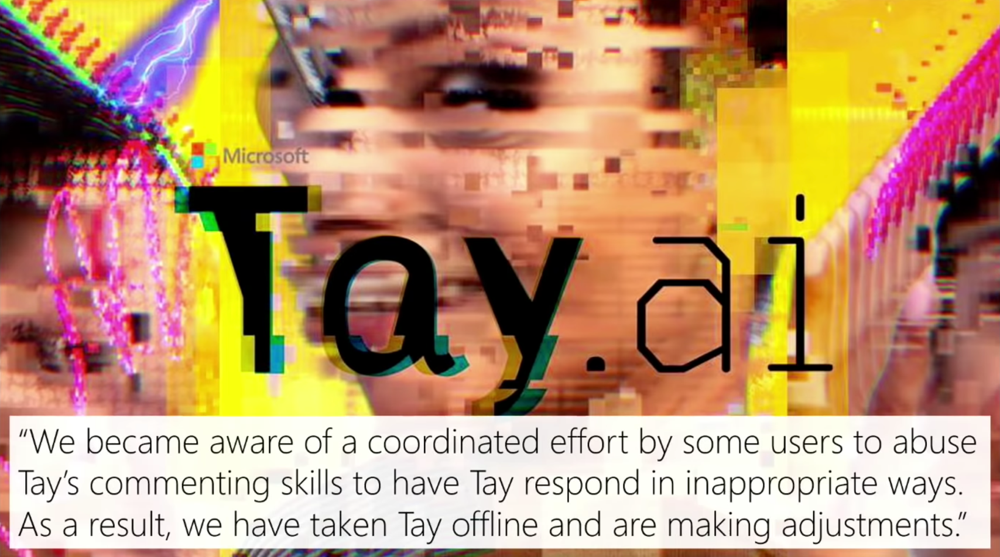 Microsoft
Tay.ai
“We became aware of a coordinated effort by some users to abuse
Tay’s commenting skills to have Tay respond in inappropriate ways.
As a result, we have taken Tay offline and are making adjustments.”